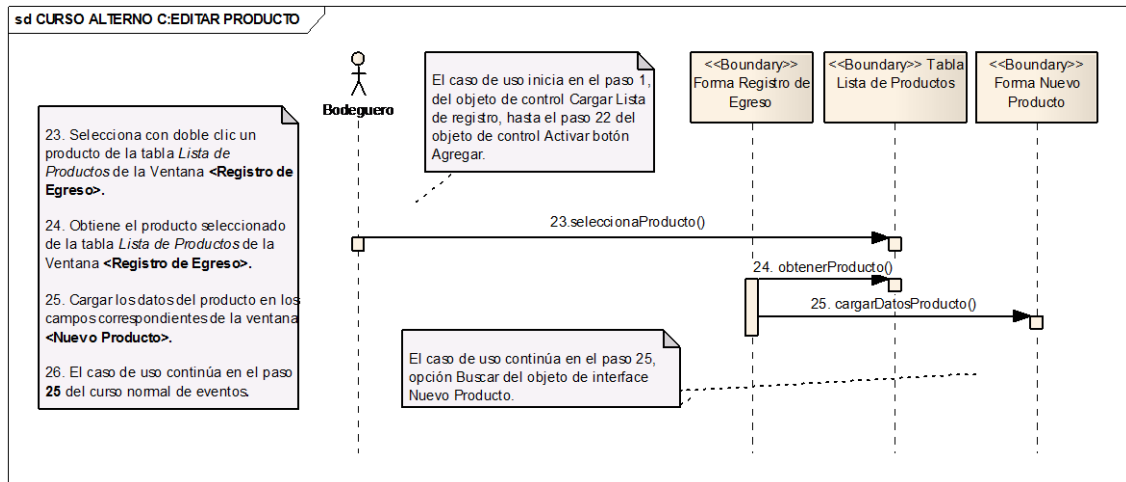 sd CURSO ALTERNO C:EDITAR PRODUCTO
23. Selecciona con doble clic un
producto de la tabla Lista de
Productos de la Ventana <Registro de
Egreso>.
24. Obtiene el producto seleccionado
de la tabla Lista de Productos de la
Ventana <Registro de Egreso>.
25. Cargar los datos del producto en los
campos correspondientes de la ventana
<Nuevo Producto>.
26. El caso de uso continúa en el paso
25 del curso normal de eventos.
Bodeguero
El caso de uso inicia en el paso 1,
del objeto de control Cargar Lista
de registro, hasta el paso 22 del
objeto de control Activar botón
Agregar.
<<Boundary>>
Forma Registro de
Egreso
<<Boundary>> Tabla
Lista de Productos
<<Boundary>>
Forma Nuevo
Producto
23.seleccionaProducto()
24. obtenerProducto()
25. cargarDatosProducto()
El caso de uso continúa en el paso 25,
opción Buscar del objeto de interface
Nuevo Producto.